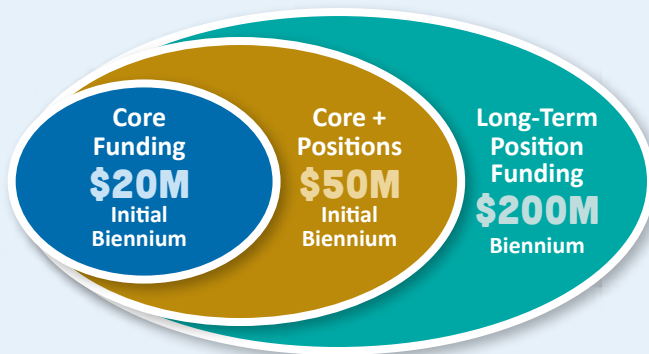 Core
Funding
$20M
Initial
Biennium
Core +
Positions
$50M
Initial
Biennium
Long-Term
Position
Funding
$200M
Biennium